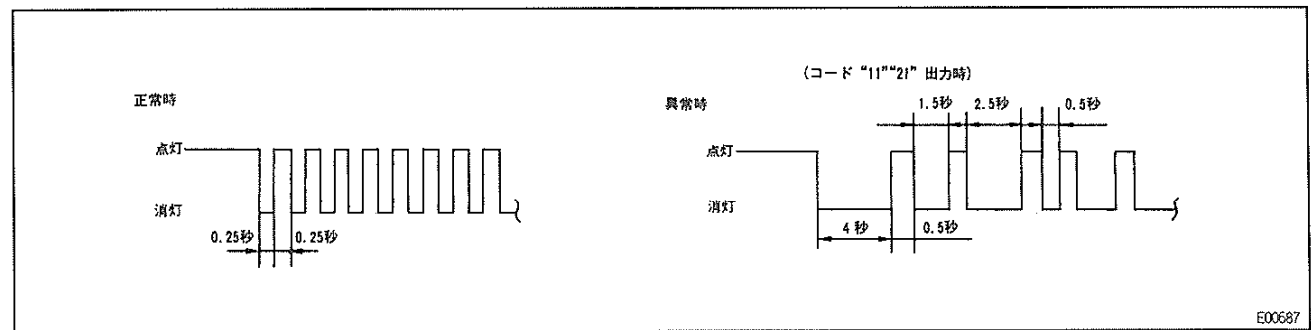 (コード "11""21" 出力時)
正常時
異常時
1.5秒 2.5秒 0.5秒
点灯
点灯
消灯
消灯
0.25秒 0.25秒
4秒 0.5秒
E00687